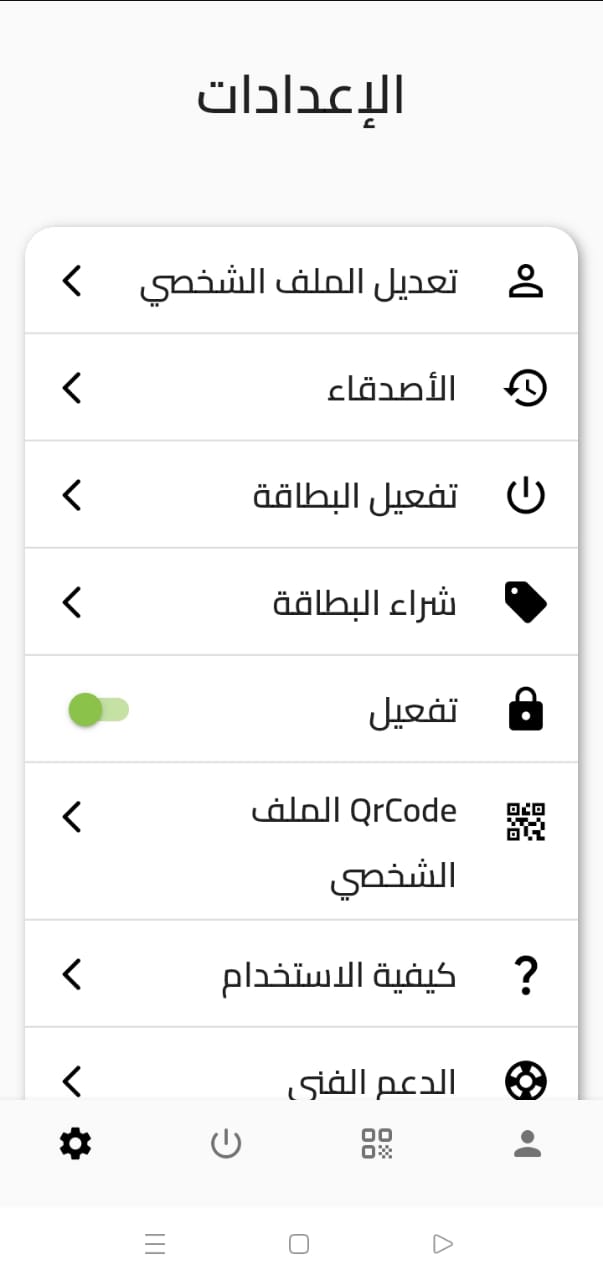 الإعدادات
تعديل الملف الشخصي
الأصدقاء
تفعيل البطاقة
شراء البطاقة
تفعيل
QrCode الملف
الشخصي
كيفية الاستخدام
الدعم الفني